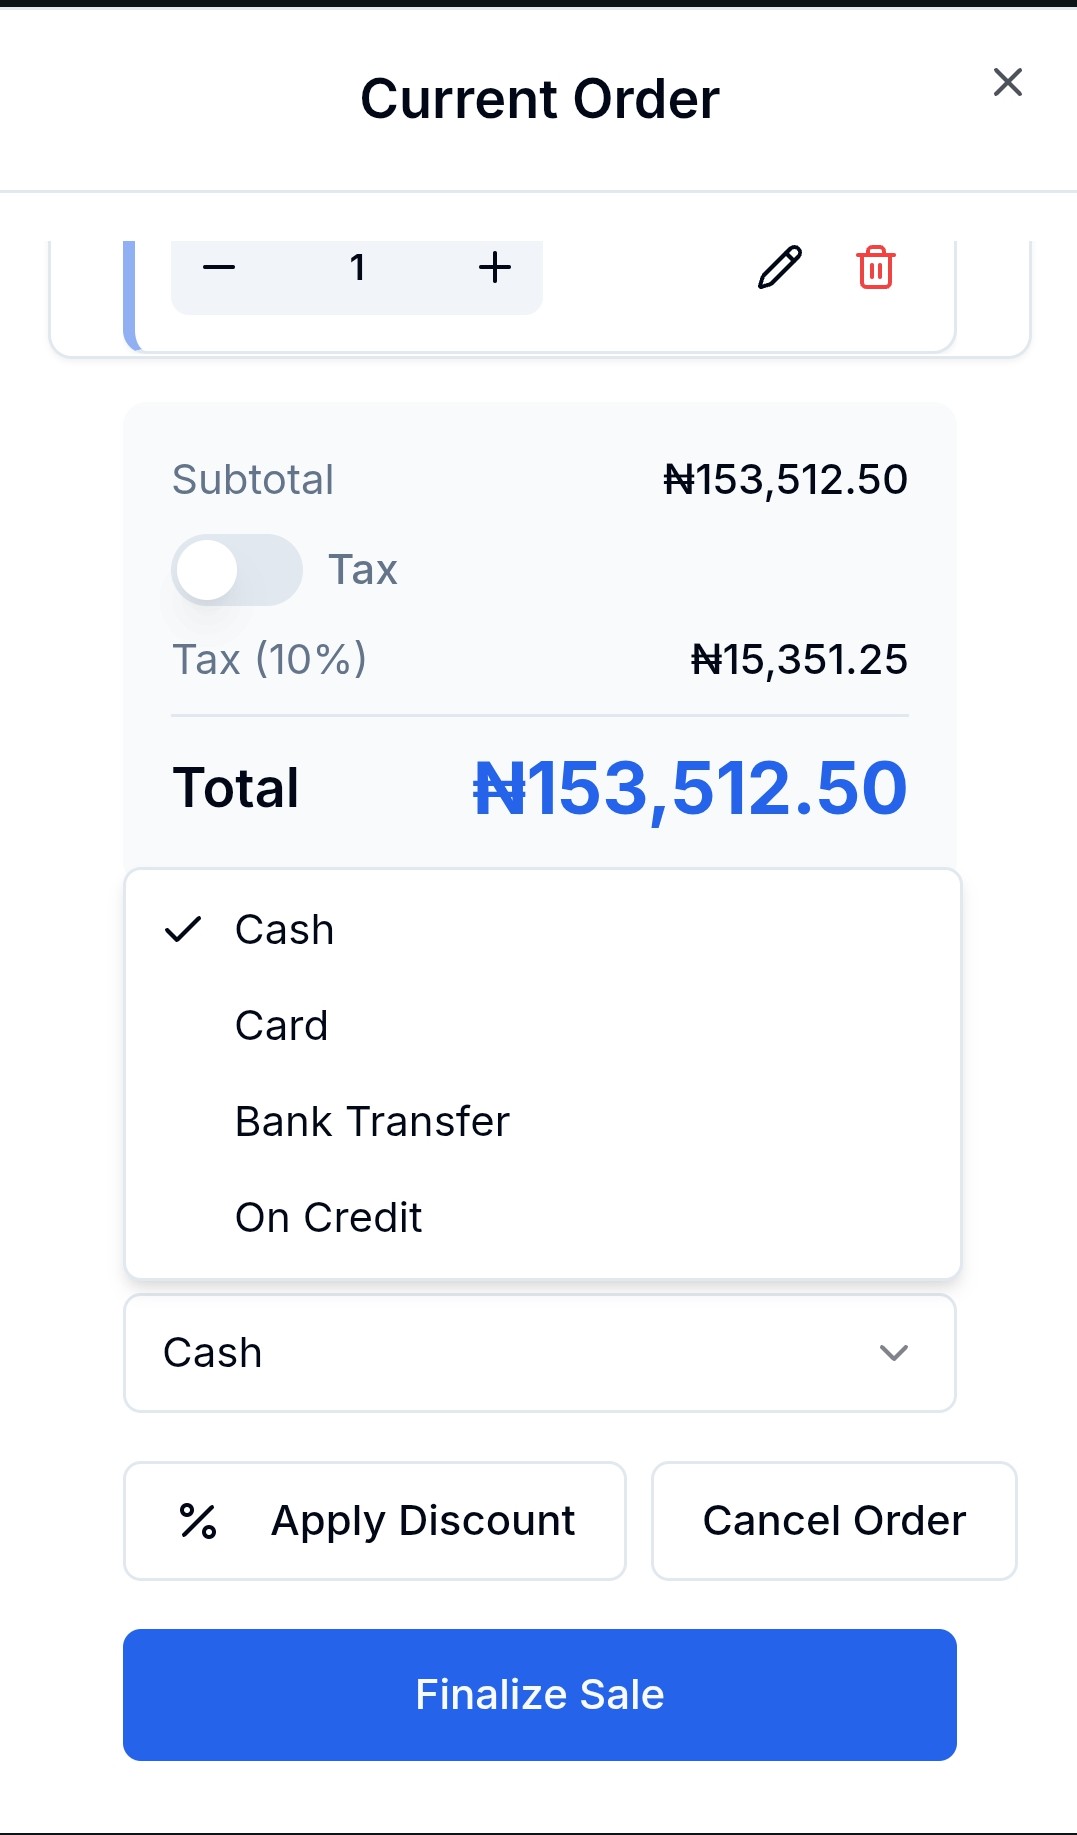 Current Order
1
Subtotal ₦153,512.50
Tax
Tax (10%) ₦15,351.25
Total ₦153,512.50
Cash
Card
Bank Transfer
On Credit
Cash
Apply Discount Cancel Order
Finalize Sale